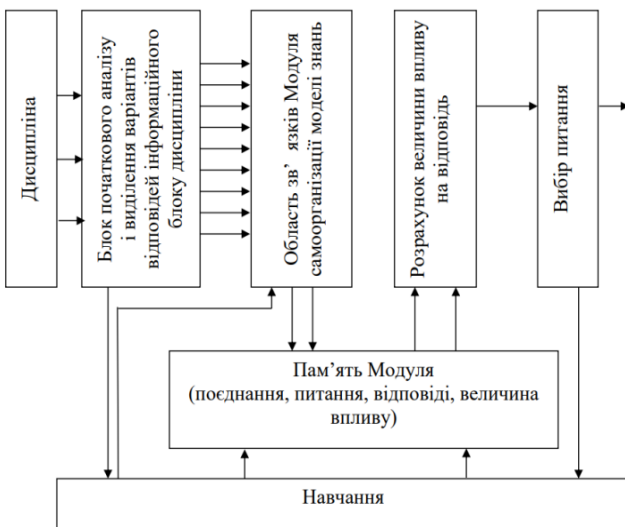 Дисципліна
Блок початкового аналізу
і виділення варіантів
відповідей інформаційного
блоку дисципліни
Область зв’ язків Модуля
самоорганізації моделі знань
Розрахунок величини впливу
на відповідь
Вибір питання
Пам’ять Модуля
(поєднання, питання, відповіді, величина
впливу)
Навчання